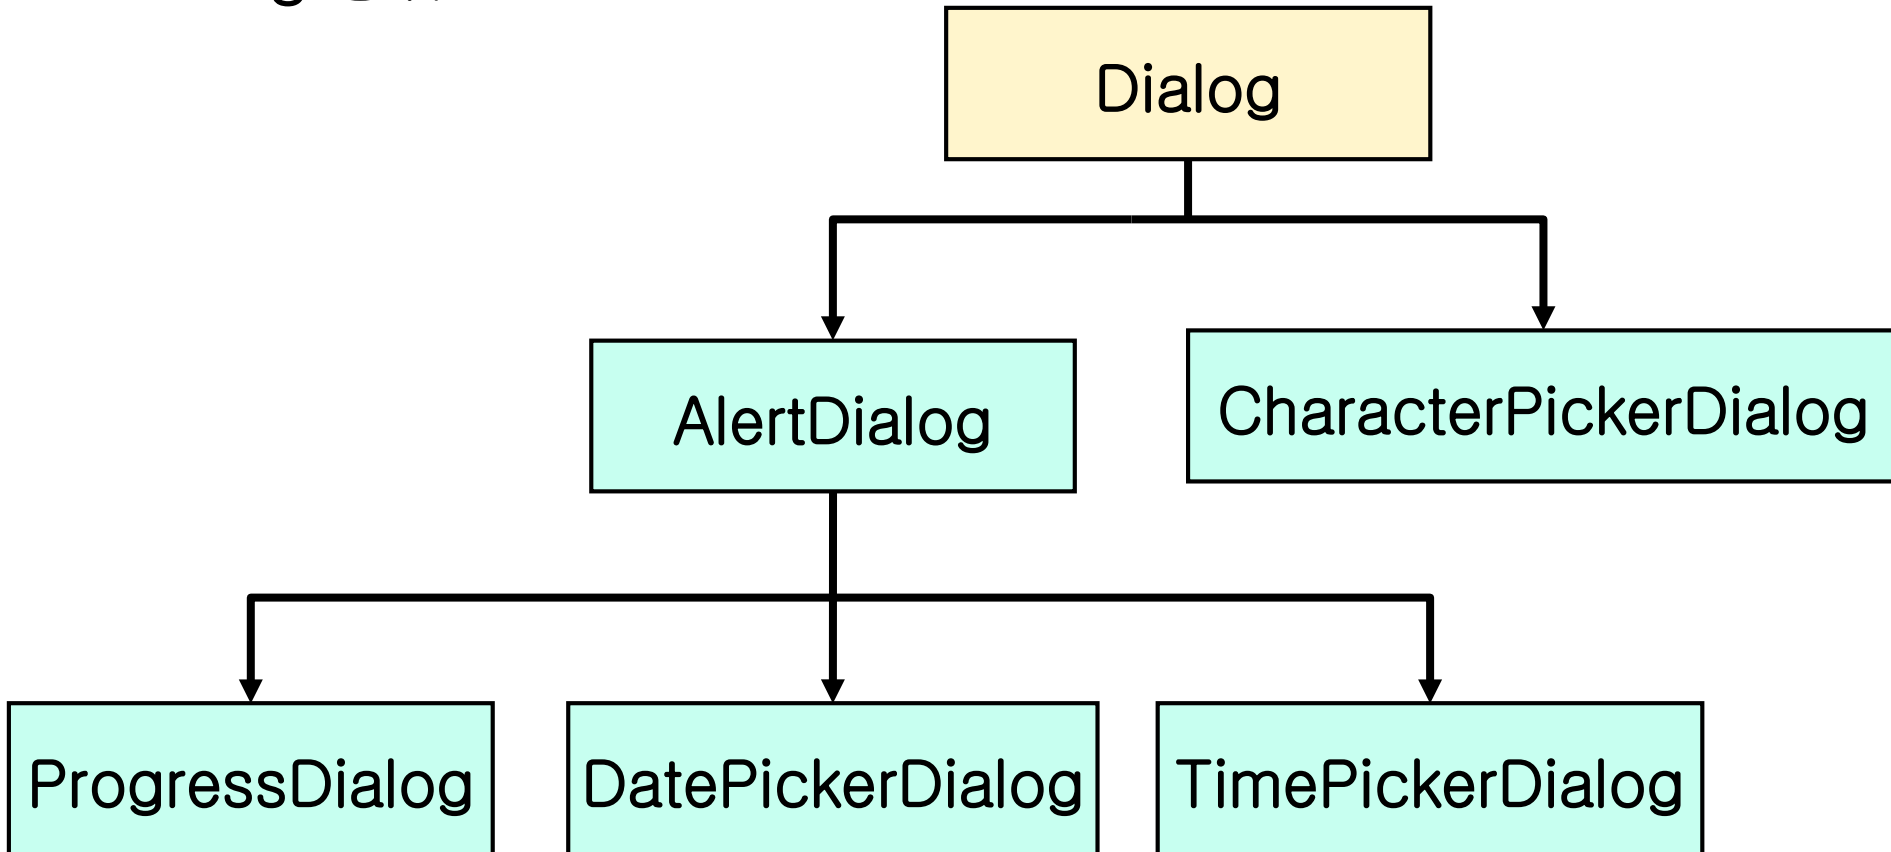 Dialog
AlertDialog
CharacterPickerDialog
ProgressDialog
DatePickerDialog
TimePickerDialog